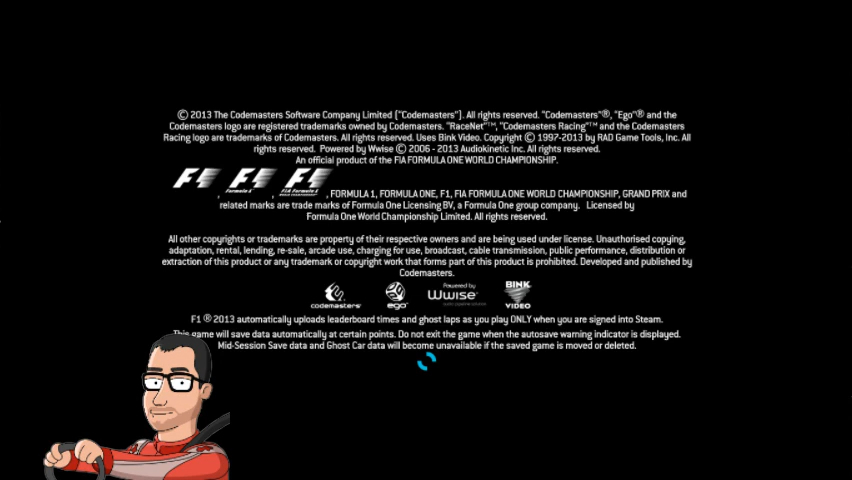 © 2013 The Codemasters Software Company Limited ("Codemasters"). All rights reserved. "Codemasters"®, "Ego"® and the
Codemasters logo are registered trademarks owned by Codemasters. "RaceNet"™, "Codemasters Racing"™ and the Codemasters
Racing logo are trademarks of Codemasters. All rights reserved. Uses Bink Video. Copyright © 1997-2013 by RAD Game Tools, Inc. All
rights reserved. Powered by Wwise © 2006 - 2013 Audiokinetic Inc. All rights reserved.
An official product of the FIA FORMULA ONE WORLD CHAMPIONSHIP.
F1, F1 Formula 1, F1 FIA Formula 1 WORLD CHAMPIONSHIP, FORMULA 1, FORMULA ONE, F1, FIA FORMULA ONE WORLD CHAMPIONSHIP, GRAND PRIX and
related marks are trade marks of Formula One Licensing BV, a Formula One group company. Licensed by
Formula One World Championship Limited. All rights reserved.
All other copyrights or trademarks are property of their respective owners and are being used under license. Unauthorised copying,
adaptation, rental, lending, re-sale, arcade use, charging for use, broadcast, cable transmission, public performance, distribution or
extraction of this product or any trademark or copyright work that forms part of this product is prohibited. Developed and published by
Codemasters.
codemasters® ego™ Powered by Wwise BINK VIDEO
F1 ® 2013 automatically uploads leaderboard times and ghost laps as you play ONLY when you are signed into Steam.
This game will save data automatically at certain points. Do not exit the game when the autosave warning indicator is displayed.
Mid-Session Save data and Ghost Car data will become unavailable if the saved game is moved or deleted.